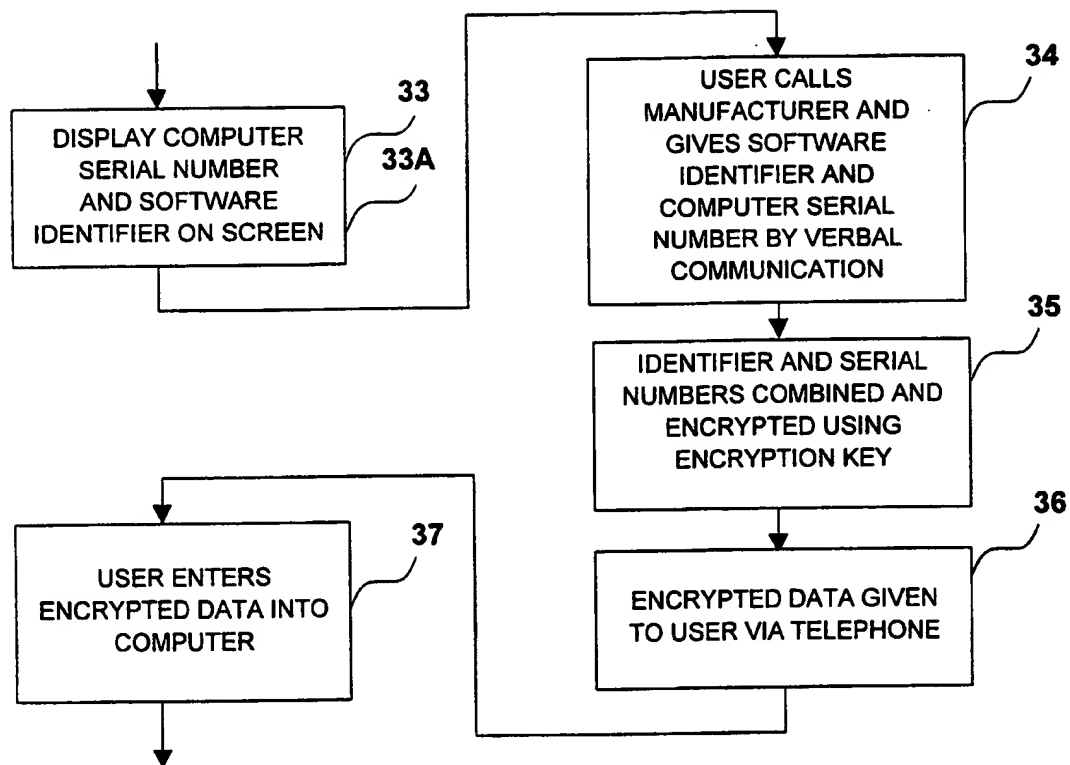 33
33A
DISPLAY COMPUTER
SERIAL NUMBER
AND SOFTWARE
IDENTIFIER ON SCREEN
34
USER CALLS
MANUFACTURER AND
GIVES SOFTWARE
IDENTIFIER AND
COMPUTER SERIAL
NUMBER BY VERBAL
COMMUNICATION
35
IDENTIFIER AND SERIAL
NUMBERS COMBINED AND
ENCRYPTED USING
ENCRYPTION KEY
36
ENCRYPTED DATA GIVEN
TO USER VIA TELEPHONE
37
USER ENTERS
ENCRYPTED DATA INTO
COMPUTER